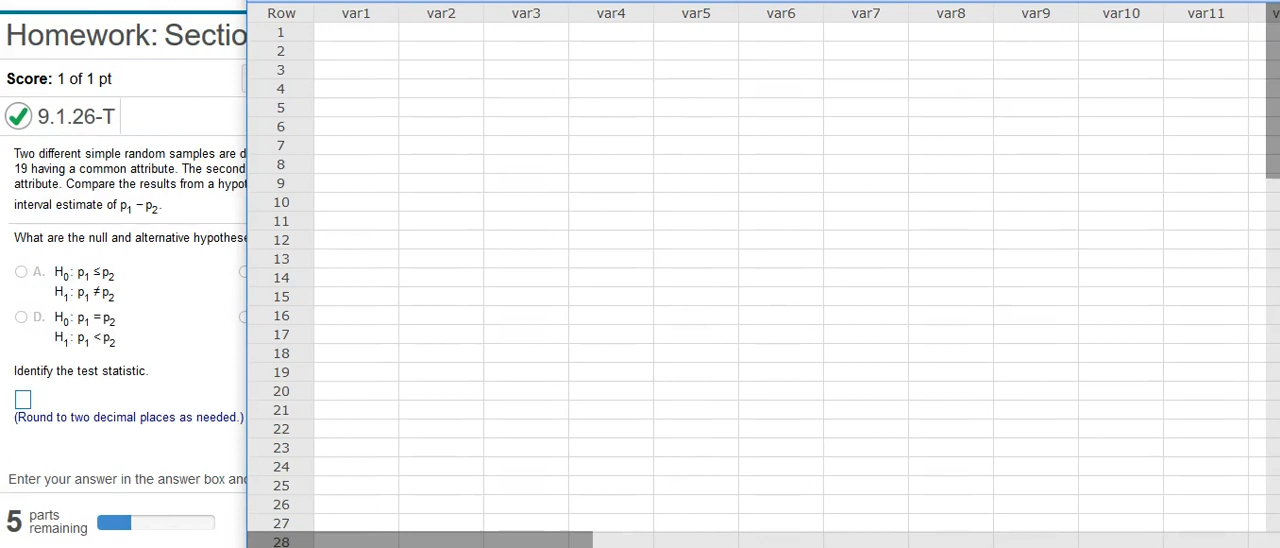 Homework: Sectio
Score: 1 of 1 pt
9.1.26-T
Two different simple random samples are d
19 having a common attribute. The second
attribute. Compare the results from a hypot
interval estimate of p₁ − p₂.
What are the null and alternative hypothese
A. H₀: p₁ ≤ p₂
H₁: p₁ ≠ p₂
D. H₀: p₁ = p₂
H₁: p₁ < p₂
Identify the test statistic.
(Round to two decimal places as needed.)
Enter your answer in the answer box and
5 parts remaining
Row var1 var2 var3 var4 var5 var6 var7 var8 var9 var10 var11 v
1
2
3
4
5
6
7
8
9
10
11
12
13
14
15
16
17
18
19
20
21
22
23
24
25
26
27
28